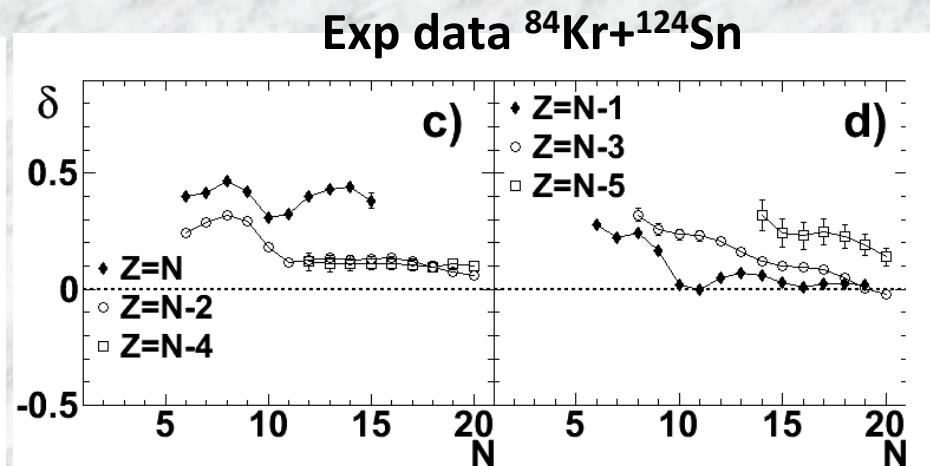 Exp data ⁸⁴Kr+¹²⁴Sn
δ
c)
0.5
0
-0.5
Z=N
Z=N-2
Z=N-4
5 10 15 20
N
Z=N-1
Z=N-3
Z=N-5
d)
5 10 15 20
N